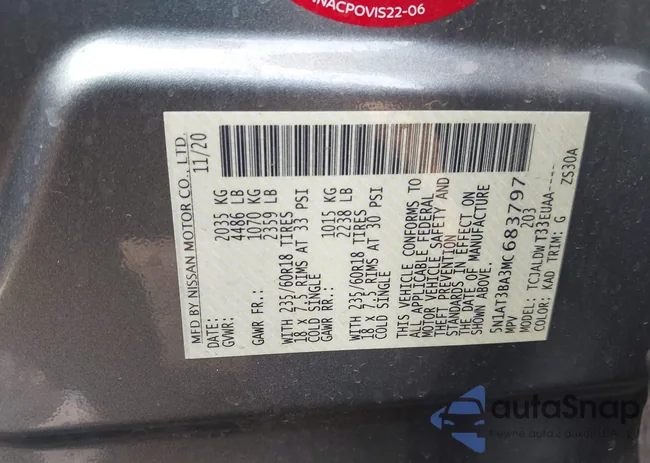 NACPOVIS22-06
MFD BY NISSAN MOTOR CO., LTD.
DATE: 11/20
GVWR: 2035 KG
4486 LB
GAWR FR.: 1070 KG
2359 LB
WITH 235/60R18 TIRES
18 x 7.5 RIMS AT 33 PSI
COLD SINGLE
GAWR RR.: 1015 KG
2238 LB
WITH 235/60R18 TIRES
18 x 7.5 RIMS AT 30 PSI
COLD SINGLE
THIS VEHICLE CONFORMS TO
ALL APPLICABLE FEDERAL
MOTOR VEHICLE SAFETY AND
THEFT PREVENTION
STANDARDS IN EFFECT ON
THE DATE OF MANUFACTURE
SHOWN ABOVE.
5N1AT3BA3MC683797
MPV 203
MODEL: TCJALDW T33EUAA----
COLOR: KAD TRIM: G ZS30A
autoSnap